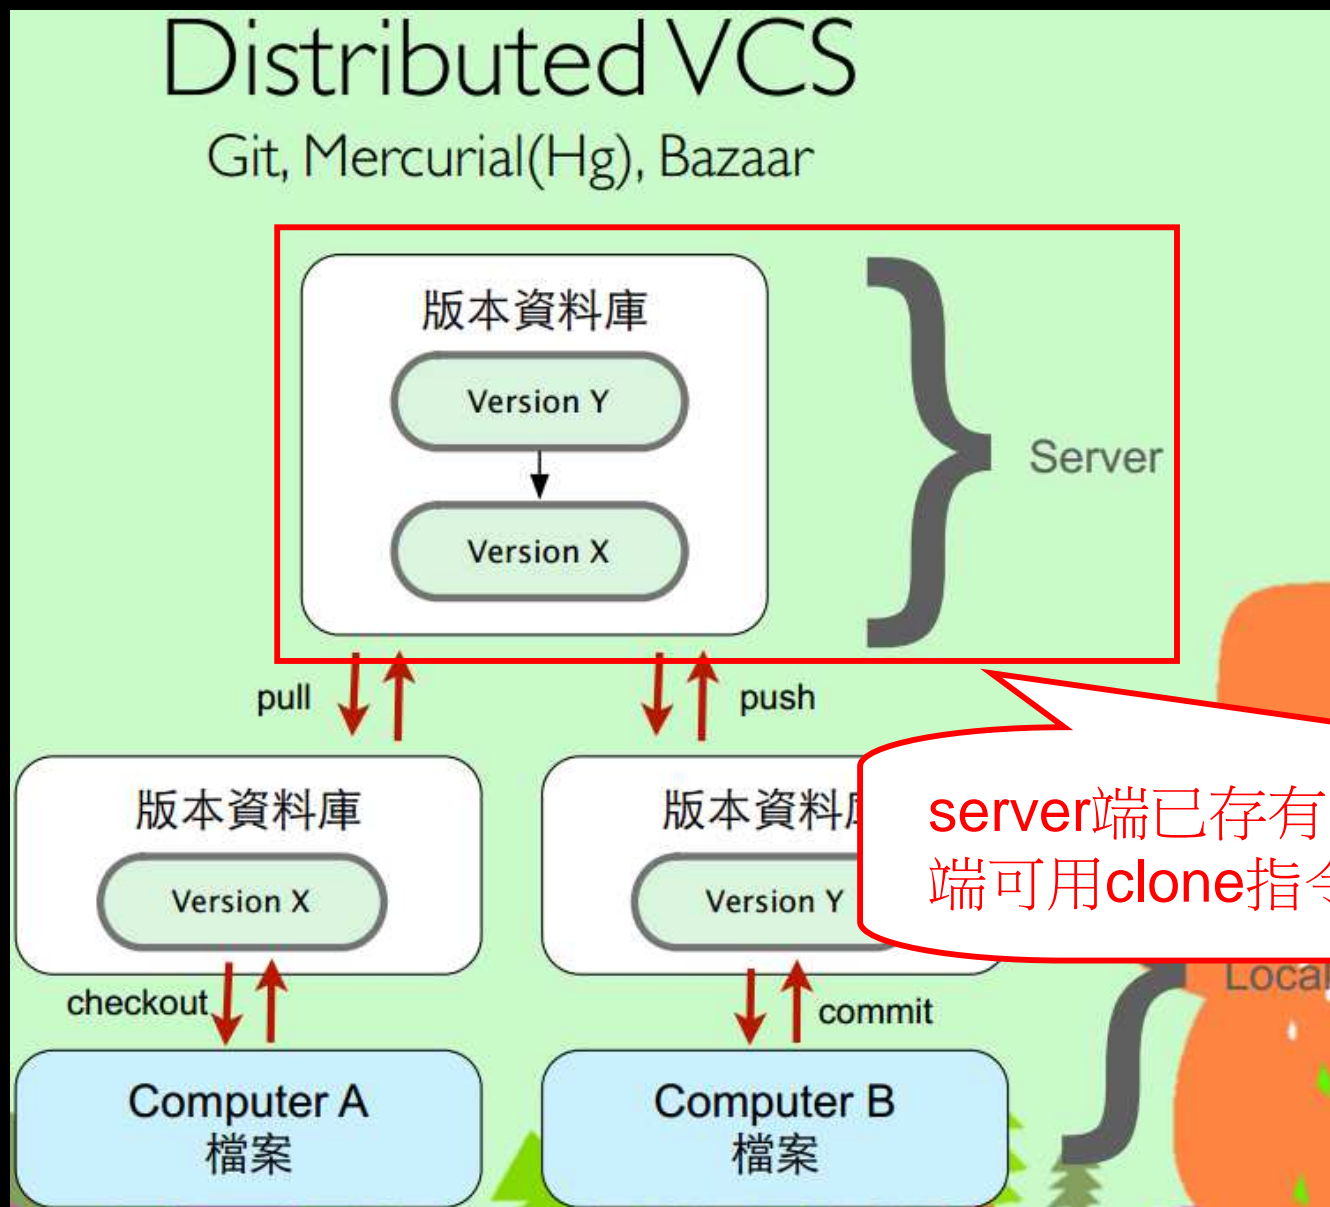 Distributed VCS
Git, Mercurial(Hg), Bazaar
版本資料庫
Version Y
Version X
Server
pull
push
版本資料庫
Version X
版本資料
Version Y
server端已存有
端可用clone指
Local
checkout
commit
Computer A
檔案
Computer B
檔案